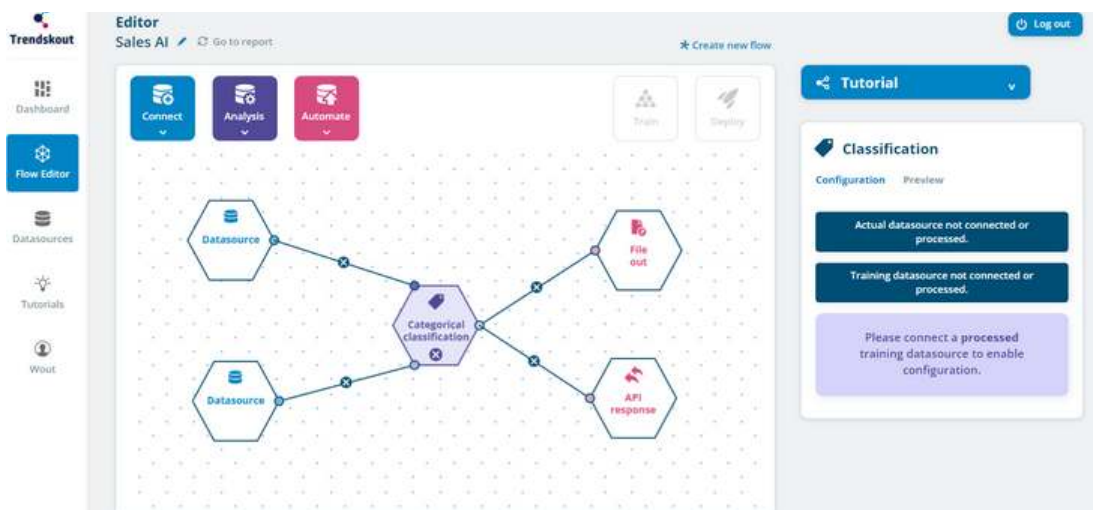 Trendskout
Dashboard
Flow Editor
Datasources
Tutorials
Wout
Editor
Sales AI Go to report
Create new flow
Log out
Connect
Analysis
Automate
Train
Deploy
Datasource
Datasource
Categorical
classification
File
out
API
response
Tutorial
Classification
Configuration Preview
Actual datasource not connected or
processed.
Training datasource not connected or
processed.
Please connect a processed
training datasource to enable
configuration.